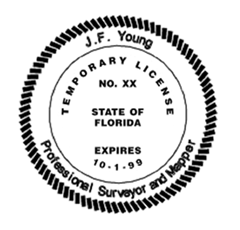 J.F. Young
TEMPORARY LICENSE
NO. XX
STATE OF
FLORIDA
EXPIRES
10-1-99
Professional Surveyor and Mapper